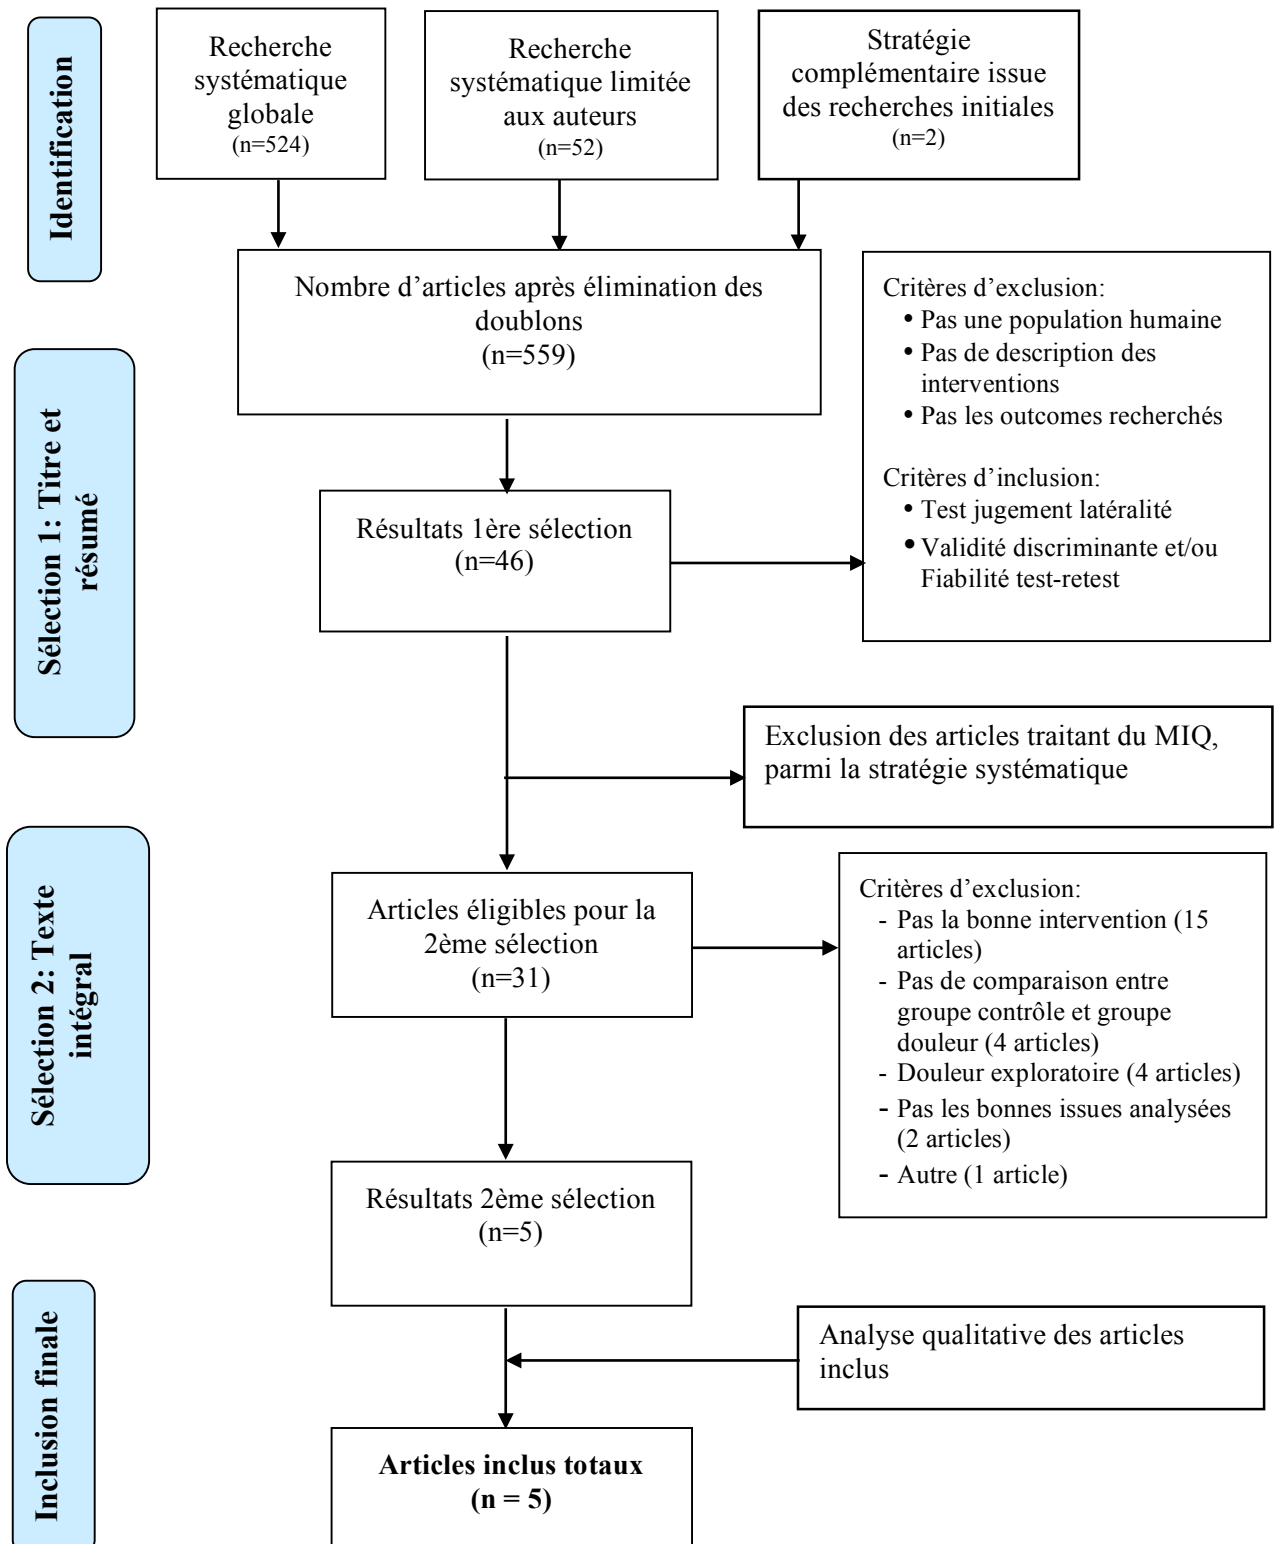 Identification
Recherche
systématique
globale
(n=524)
Recherche
systématique limitée
aux auteurs
(n=52)
Stratégie
complémentaire issue
des recherches initiales
(n=2)
Nombre d’articles après élimination des
doublons
(n=559)
Critères d’exclusion:
• Pas une population humaine
• Pas de description des
interventions
• Pas les outcomes recherchés
Critères d’inclusion:
• Test jugement latéralité
• Validité discriminante et/ou
Fiabilité test-retest
Sélection 1: Titre et
résumé
Résultats 1ère sélection
(n=46)
Exclusion des articles traitant du MIQ,
parmi la stratégie systématique
Sélection 2: Texte
intégral
Articles éligibles pour la
2ème sélection
(n=31)
Critères d’exclusion:
- Pas la bonne intervention (15
articles)
- Pas de comparaison entre
groupe contrôle et groupe
douleur (4 articles)
- Douleur exploratoire (4 articles)
- Pas les bonnes issues analysées
(2 articles)
- Autre (1 article)
Résultats 2ème sélection
(n=5)
Inclusion finale
Analyse qualitative des articles
inclus
Articles inclus totaux
(n = 5)